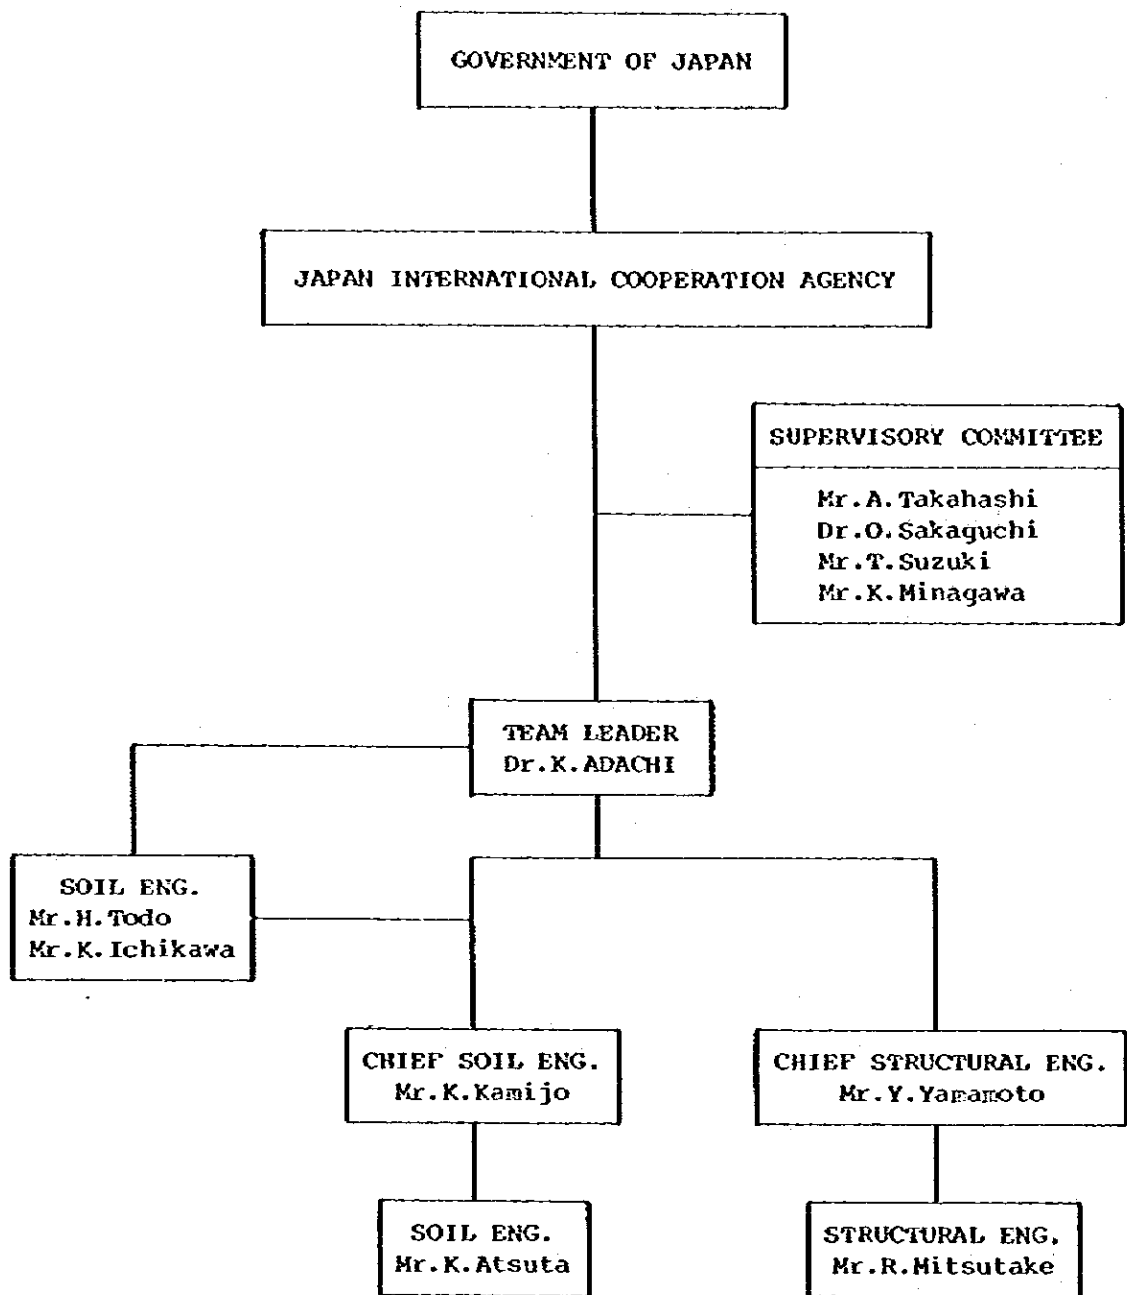 GOVERNMENT OF JAPAN
JAPAN INTERNATIONAL COOPERATION AGENCY
SUPERVISORY COMMITTEE
Mr.A.Takahashi
Dr.O.Sakaguchi
Mr.T.Suzuki
Mr.K.Minagawa
TEAM LEADER
Dr.K.ADACHI
SOIL ENG.
Mr.H.Todo
Mr.K.Ichikawa
CHIEF SOIL ENG.
Mr.K.Kamijo
CHIEF STRUCTURAL ENG.
Mr.Y.Yamamoto
SOIL ENG.
Mr.K.Atsuta
STRUCTURAL ENG.
Mr.R.Mitsutake